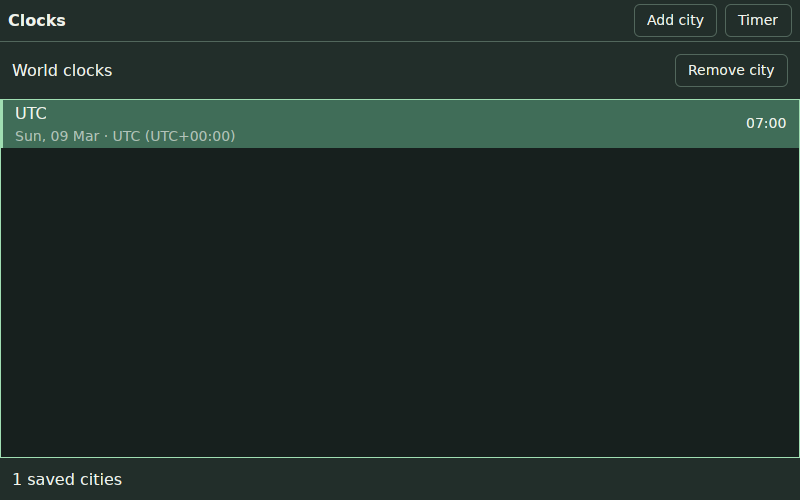 Clocks
Add city
Timer
World clocks
Remove city
UTC
Sun, 09 Mar · UTC (UTC+00:00)
07:00
1 saved cities